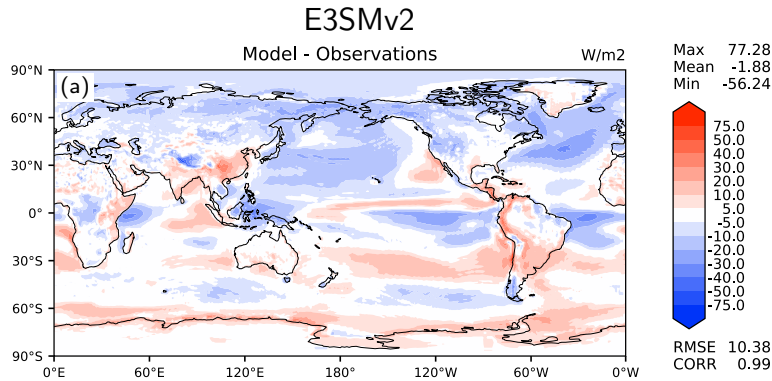 E3SMv2
Model - Observations
W/m2
Max 77.28
Mean -1.88
Min -56.24
(a)
90°N
60°N
30°N
0°
30°S
60°S
90°S
0°E
60°E
120°E
180°
120°W
60°W
0°W
75.0
50.0
40.0
30.0
20.0
10.0
5.0
-5.0
-10.0
-20.0
-30.0
-40.0
-50.0
-75.0
RMSE 10.38
CORR 0.99